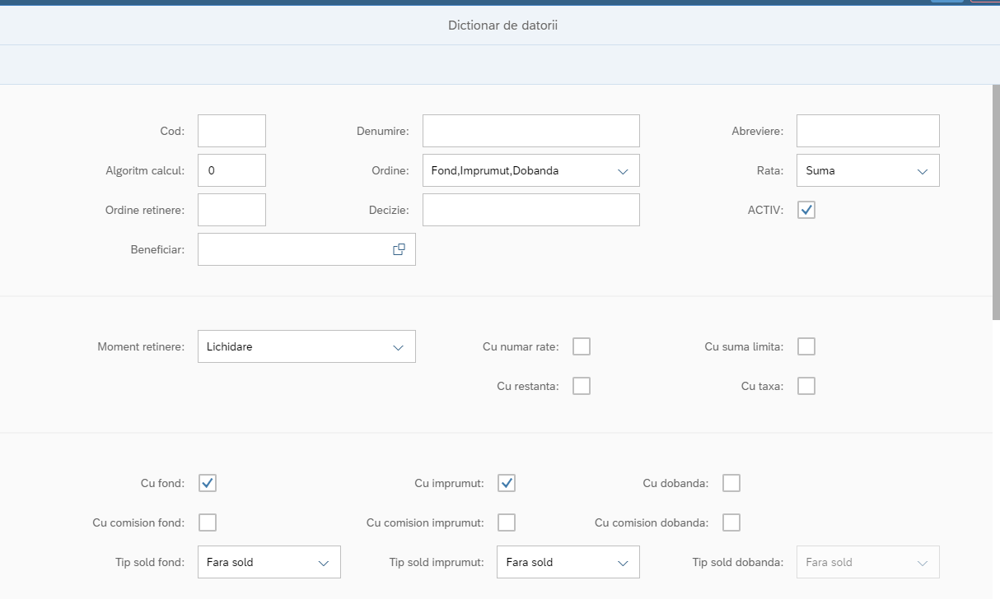 Dictionar de datorii
Cod: Denumire: Abreviere:
Algoritm calcul: 0 Ordine: Fond,Imprumut,Dobanda Rata: Suma
Ordine retinere: Decizie: ACTIV:
Beneficiar:
Moment retinere: Lichidare Cu numar rate: Cu suma limita:
Cu restanta: Cu taxa:
Cu fond: Cu imprumut: Cu dobanda:
Cu comision fond: Cu comision imprumut: Cu comision dobanda:
Tip sold fond: Fara sold Tip sold imprumut: Fara sold Tip sold dobanda: Fara sold